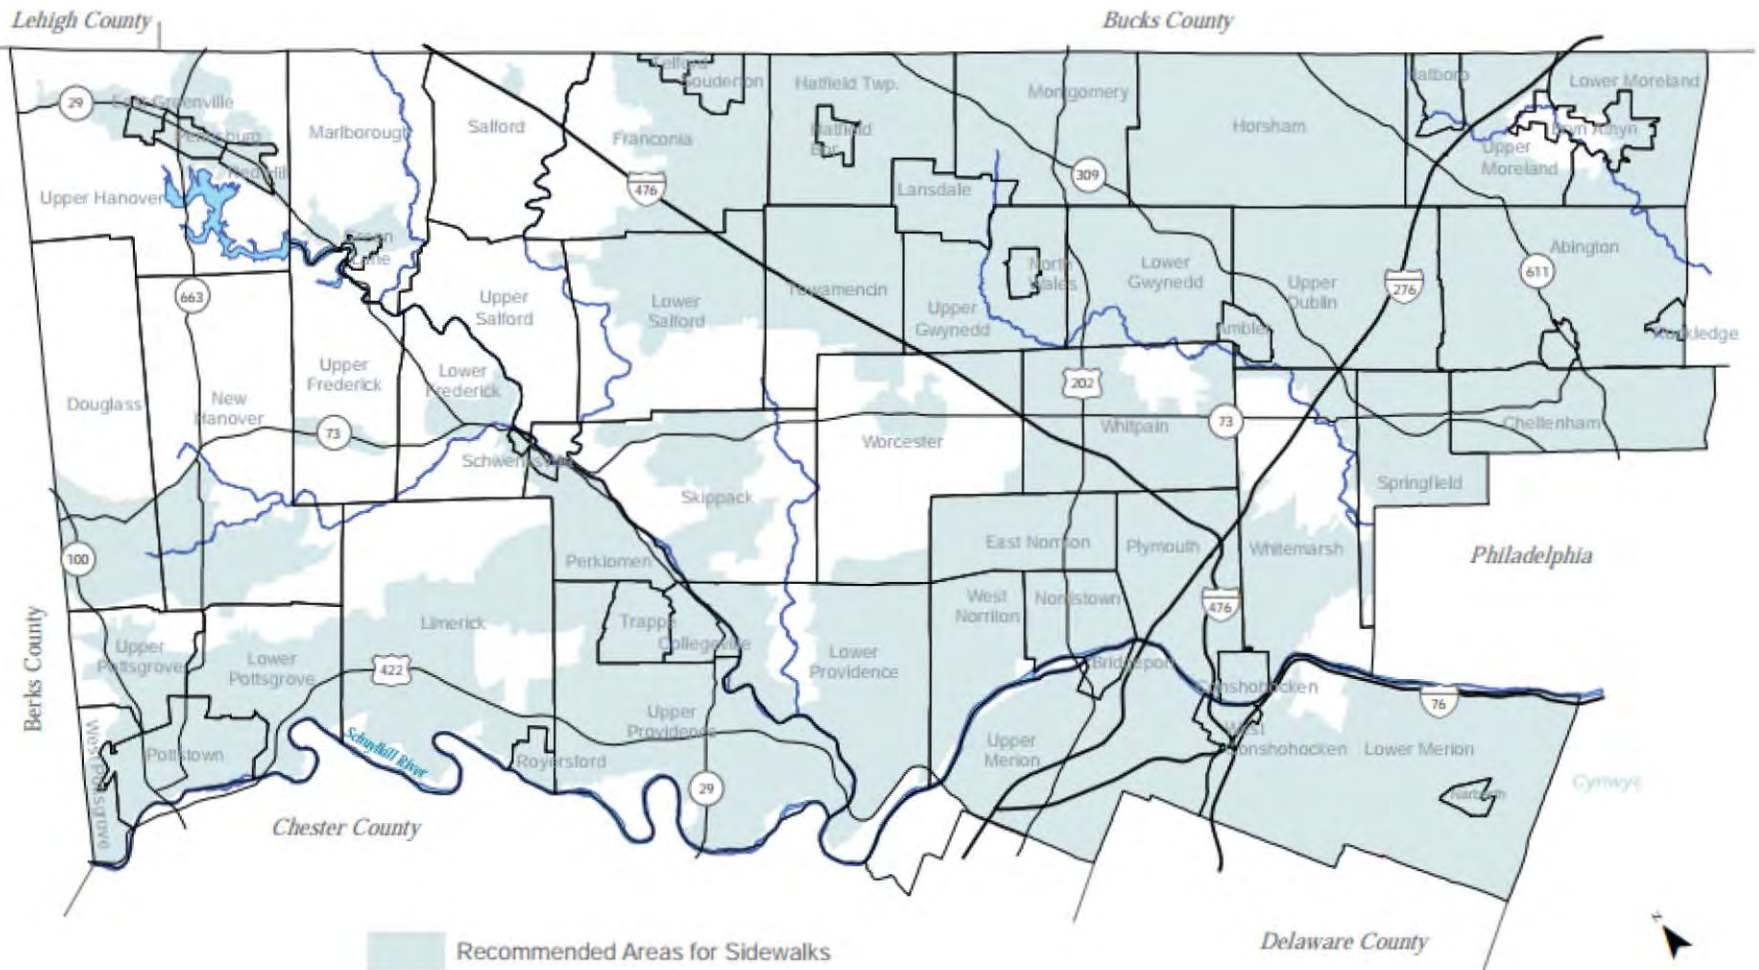 Lehigh County
Bucks County
29
East Greenville
Pennsburg
Red Hill
Upper Hanover
Marlborough
Salford
Franconia
Telford
Souderton
Hatfield Twp.
Hatfield
Bor.
Lansdale
Montgomery
309
Horsham
Hatboro
Lower Moreland
Bryn Athyn
Upper
Moreland
476
Green
Lane
663
Upper
Salford
Lower
Salford
Towamencin
Upper
Gwynedd
North
Wales
Lower
Gwynedd
Ambler
Upper
Dublin
276
611
Abington
Rockledge
Douglass
New
Hanover
Upper
Frederick
Lower
Frederick
73
Schwenksville
Skippack
Worcester
202
Whitpain
73
Cheltenham
Springfield
100
Perkiomen
East Norriton
Plymouth
Whitemarsh
Philadelphia
Berks County
Upper
Pottsgrove
Lower
Pottsgrove
Limerick
422
Trappe
Collegeville
Lower
Providence
West
Norriton
Norristown
476
Bridgeport
Conshohocken
76
West Pottsgrove
Pottstown
Schuylkill River
Royersford
Upper
Providence
29
Upper
Merion
West
Conshohocken
Lower Merion
Narberth
Cynwyd
Chester County
Delaware County
Recommended Areas for Sidewalks
z